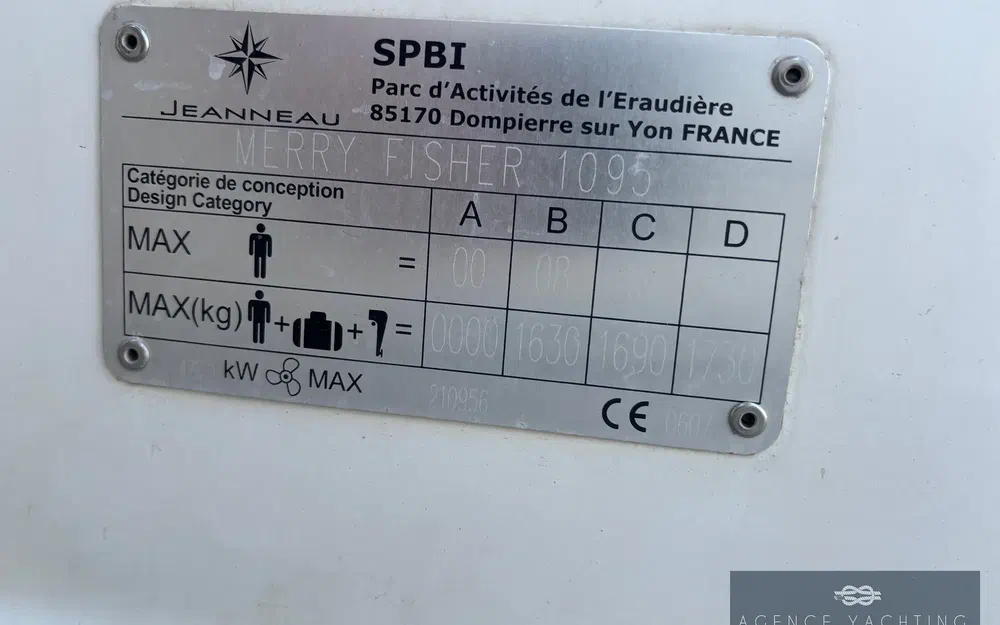 SPBI
Parc d'Activités de l'Eraudière
JEANNEAU
85170 Dompierre sur Yon FRANCE
MERRY FISHER 1095
Catégorie de conception
Design Category
A B C D
MAX = 00 08
MAX(kg) + + = 0000 1630 1690 1730
kW MAX
210956
CE 0607
AGENCE YACHTING